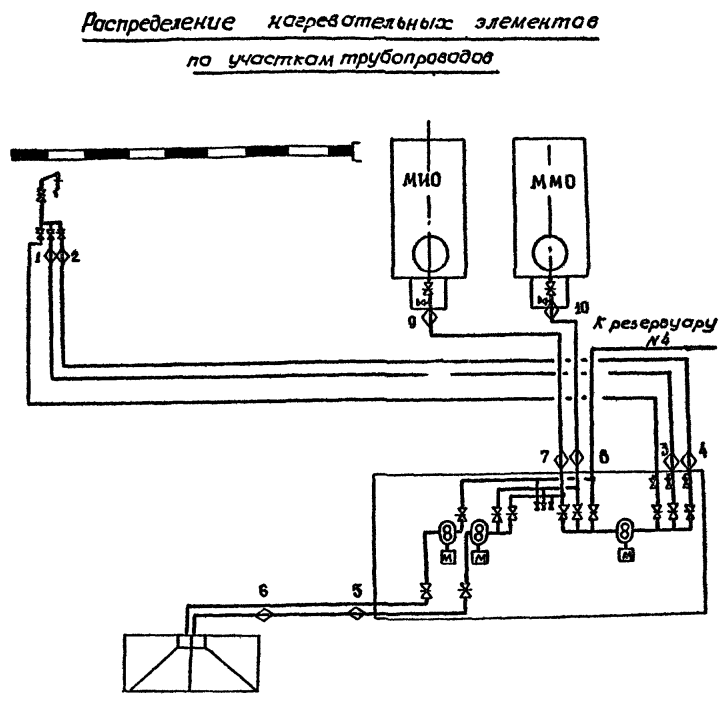 Распределение нагревательных элементов
по участкам трубопроводов
МИО
ММО
1
2
9
10
К резервуару
№4
7
8
3
4
М
М
М
6
5